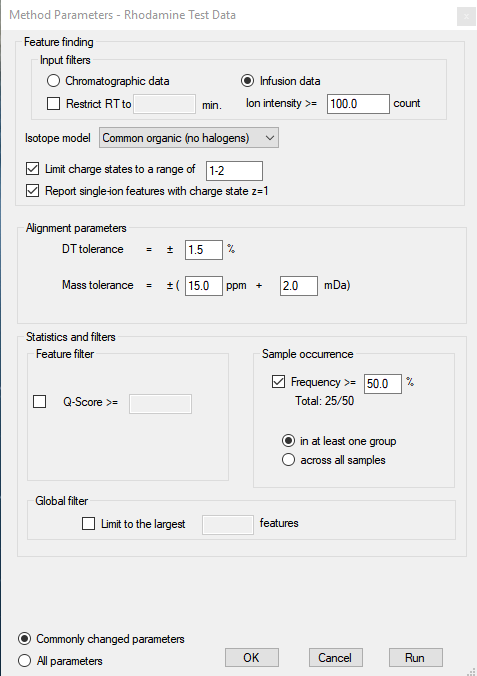 Method Parameters - Rhodamine Test Data
x
Feature finding
Input filters
Chromatographic data Infusion data
Restrict RT to min. Ion intensity >= 100.0 count
Isotope model Common organic (no halogens)
Limit charge states to a range of 1-2
Report single-ion features with charge state z=1
Alignment parameters
DT tolerance = ± 1.5 %
Mass tolerance = ± ( 15.0 ppm + 2.0 mDa)
Statistics and filters
Feature filter
Q-Score >=
Sample occurrence
Frequency >= 50.0 %
Total: 25/50
in at least one group
across all samples
Global filter
Limit to the largest features
Commonly changed parameters
All parameters
OK Cancel Run